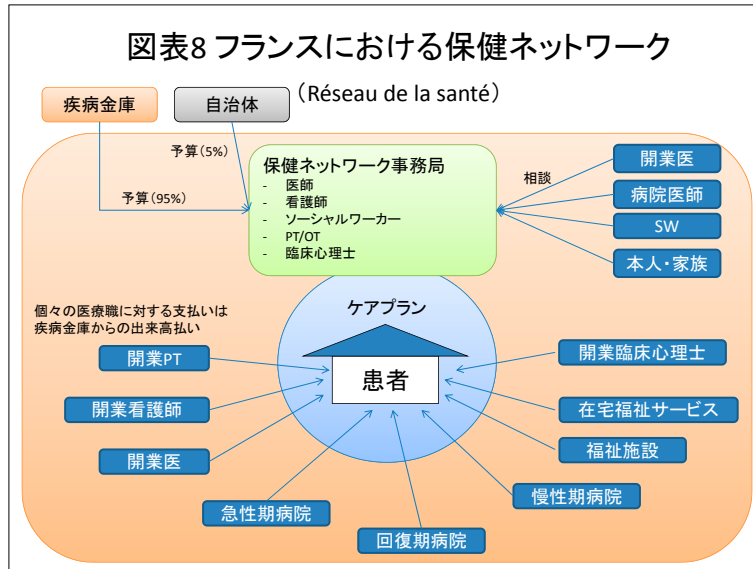 図表8 フランスにおける保健ネットワーク
(Réseau de la santé)
疾病金庫
自治体
予算(5%)
予算(95%)
保健ネットワーク事務局
- 医師
- 看護師
- ソーシャルワーカー
- PT/OT
- 臨床心理士
相談
開業医
病院医師
SW
本人・家族
個々の医療職に対する支払いは
疾病金庫からの出来高払い
ケアプラン
患者
開業PT
開業看護師
開業医
急性期病院
回復期病院
慢性期病院
福祉施設
在宅福祉サービス
開業臨床心理士